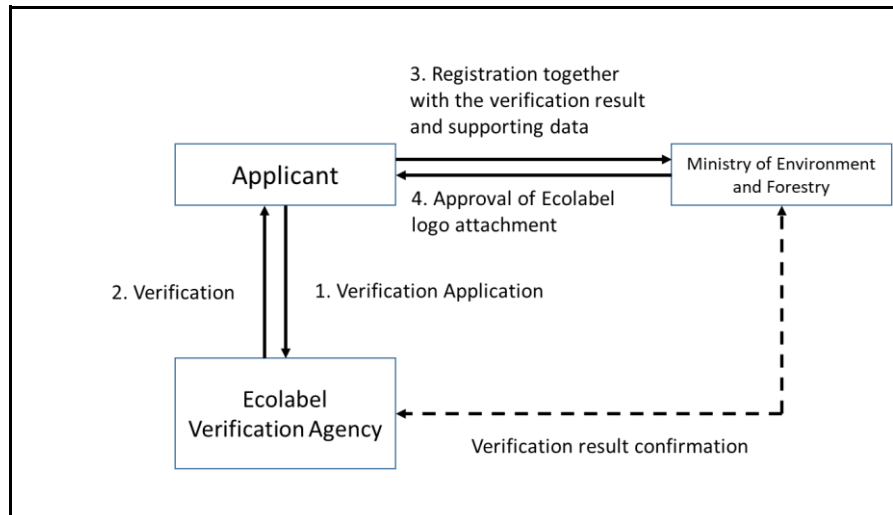 3. Registration together
with the verification result
and supporting data
Applicant
Ministry of Environment
and Forestry
4. Approval of Ecolabel
logo attachment
2. Verification
1. Verification Application
Ecolabel
Verification Agency
Verification result confirmation